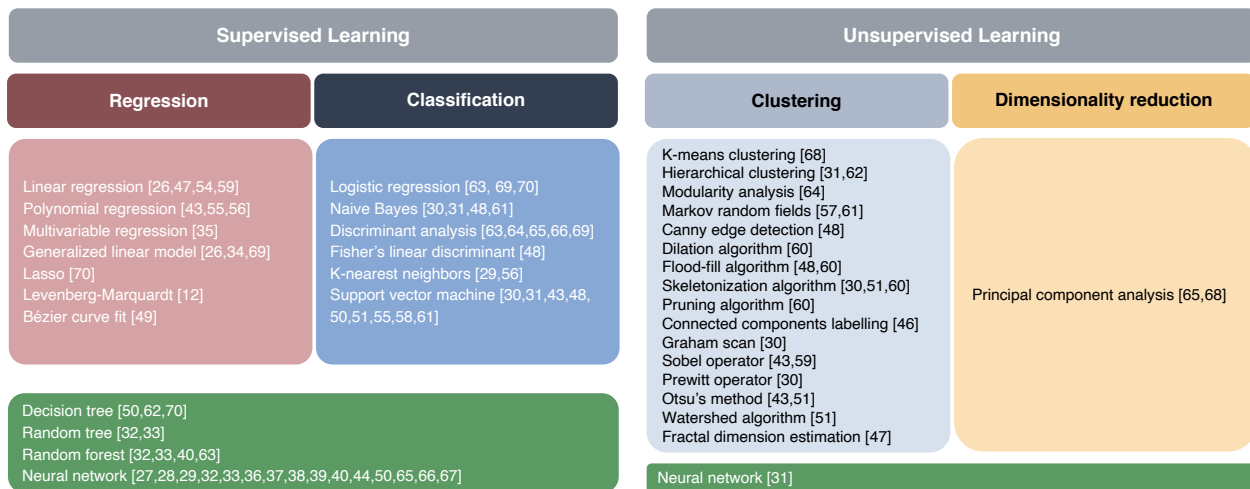 Supervised Learning
Regression
Classification
Linear regression [26,47,54,59]
Polynomial regression [43,55,56]
Multivariable regression [35]
Generalized linear model [26,34,69]
Lasso [70]
Levenberg-Marquardt [12]
Bézier curve fit [49]
Logistic regression [63, 69,70]
Naive Bayes [30,31,48,61]
Discriminant analysis [63,64,65,66,69]
Fisher's linear discriminant [48]
K-nearest neighbors [29,56]
Support vector machine [30,31,43,48,
50,51,55,58,61]
Decision tree [50,62,70]
Random tree [32,33]
Random forest [32,33,40,63]
Neural network [27,28,29,32,33,36,37,38,39,40,44,50,65,66,67]
Unsupervised Learning
Clustering
Dimensionality reduction
K-means clustering [68]
Hierarchical clustering [31,62]
Modularity analysis [64]
Markov random fields [57,61]
Canny edge detection [48]
Dilation algorithm [60]
Flood-fill algorithm [48,60]
Skeletonization algorithm [30,51,60]
Pruning algorithm [60]
Connected components labelling [46]
Graham scan [30]
Sobel operator [43,59]
Prewitt operator [30]
Otsu's method [43,51]
Watershed algorithm [51]
Fractal dimension estimation [47]
Principal component analysis [65,68]
Neural network [31]